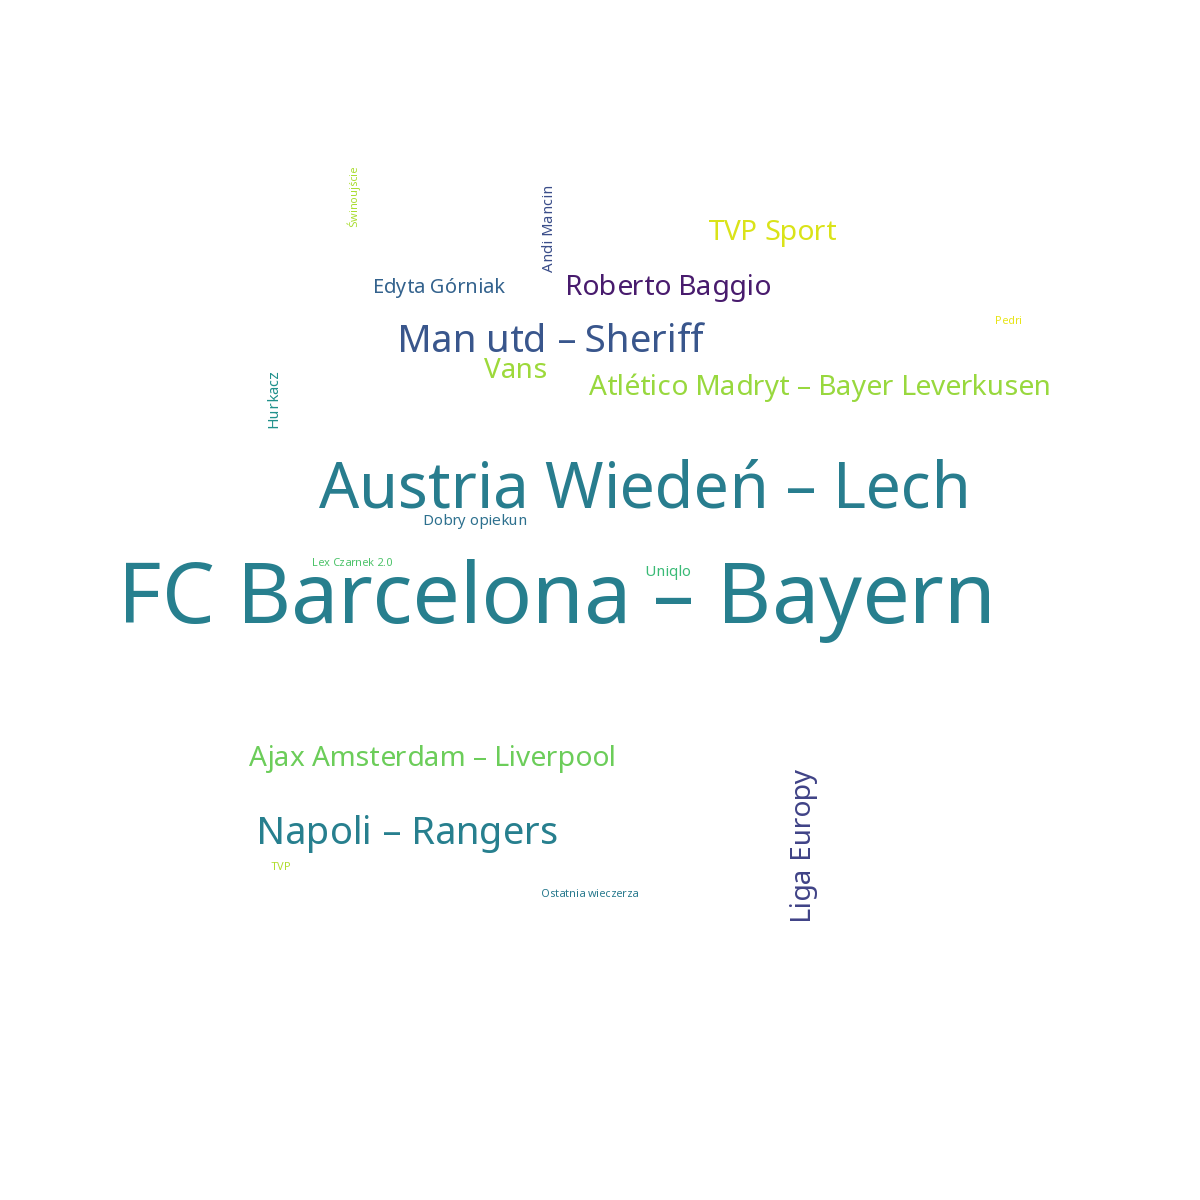 Świnoujście
Andi Mancin
TVP Sport
Edyta Górniak
Roberto Baggio
Pedri
Man utd – Sheriff
Vans
Atlético Madryt – Bayer Leverkusen
Hurkacz
Austria Wiedeń – Lech
Dobry opiekun
Lex Czarnek 2.0
Uniqlo
FC Barcelona – Bayern
Ajax Amsterdam – Liverpool
Liga Europy
Napoli – Rangers
TVP
Ostatnia wieczerza